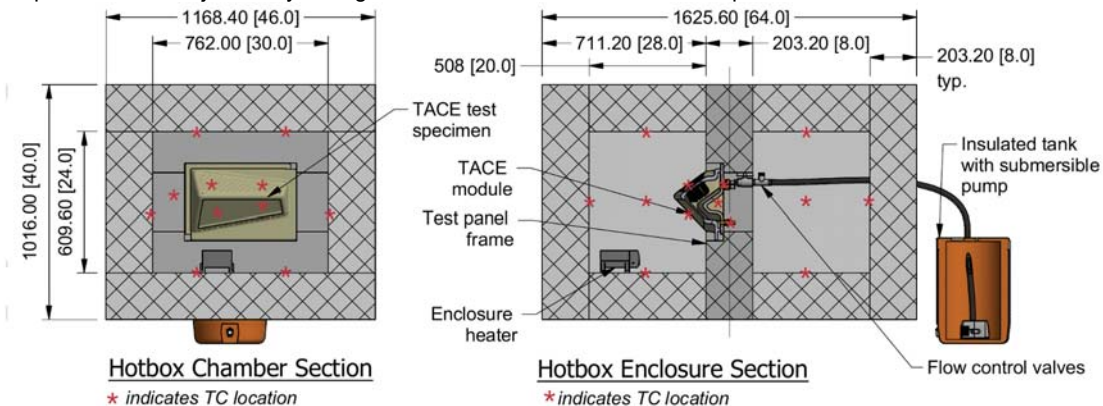 1168.40 [46.0]
762.00 [30.0]
1625.60 [64.0]
711.20 [28.0]
203.20 [8.0]
508 [20.0]
203.20 [8.0]
typ.
1016.00 [40.0]
609.60 [24.0]
TACE test
specimen
TACE
module
Test panel
frame
Enclosure
heater
Insulated tank
with submersible
pump
Flow control valves
Hotbox Chamber Section
* indicates TC location
Hotbox Enclosure Section
* indicates TC location